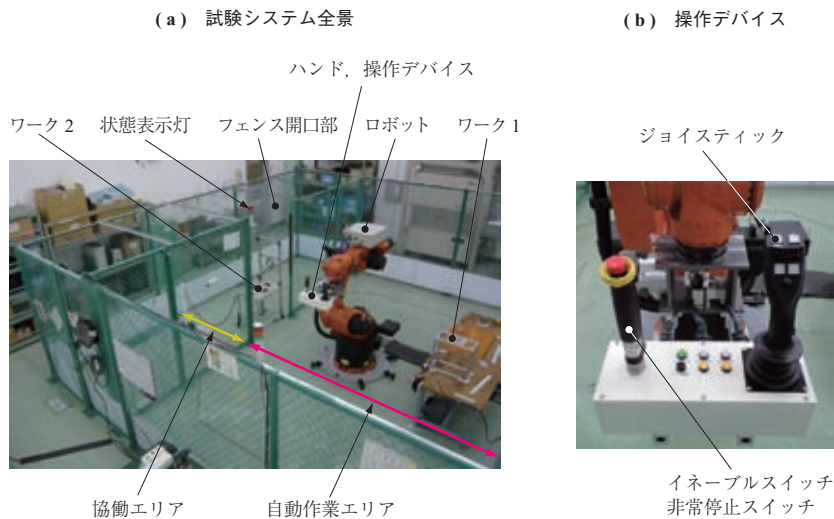 ( a ) 試験システム全景
( b ) 操作デバイス
ハンド，操作デバイス
ワーク 2
状態表示灯
フェンス開口部
ロボット
ワーク 1
ジョイスティック
協働エリア
自動作業エリア
イネーブルスイッチ
非常停止スイッチ